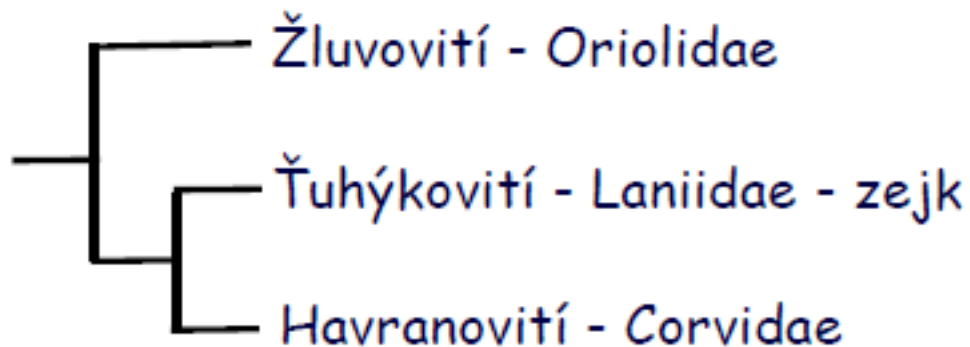 Žluvovití - Oriolidae
Ťuhýkovití - Laniidae - zejk
Havranovití - Corvidae